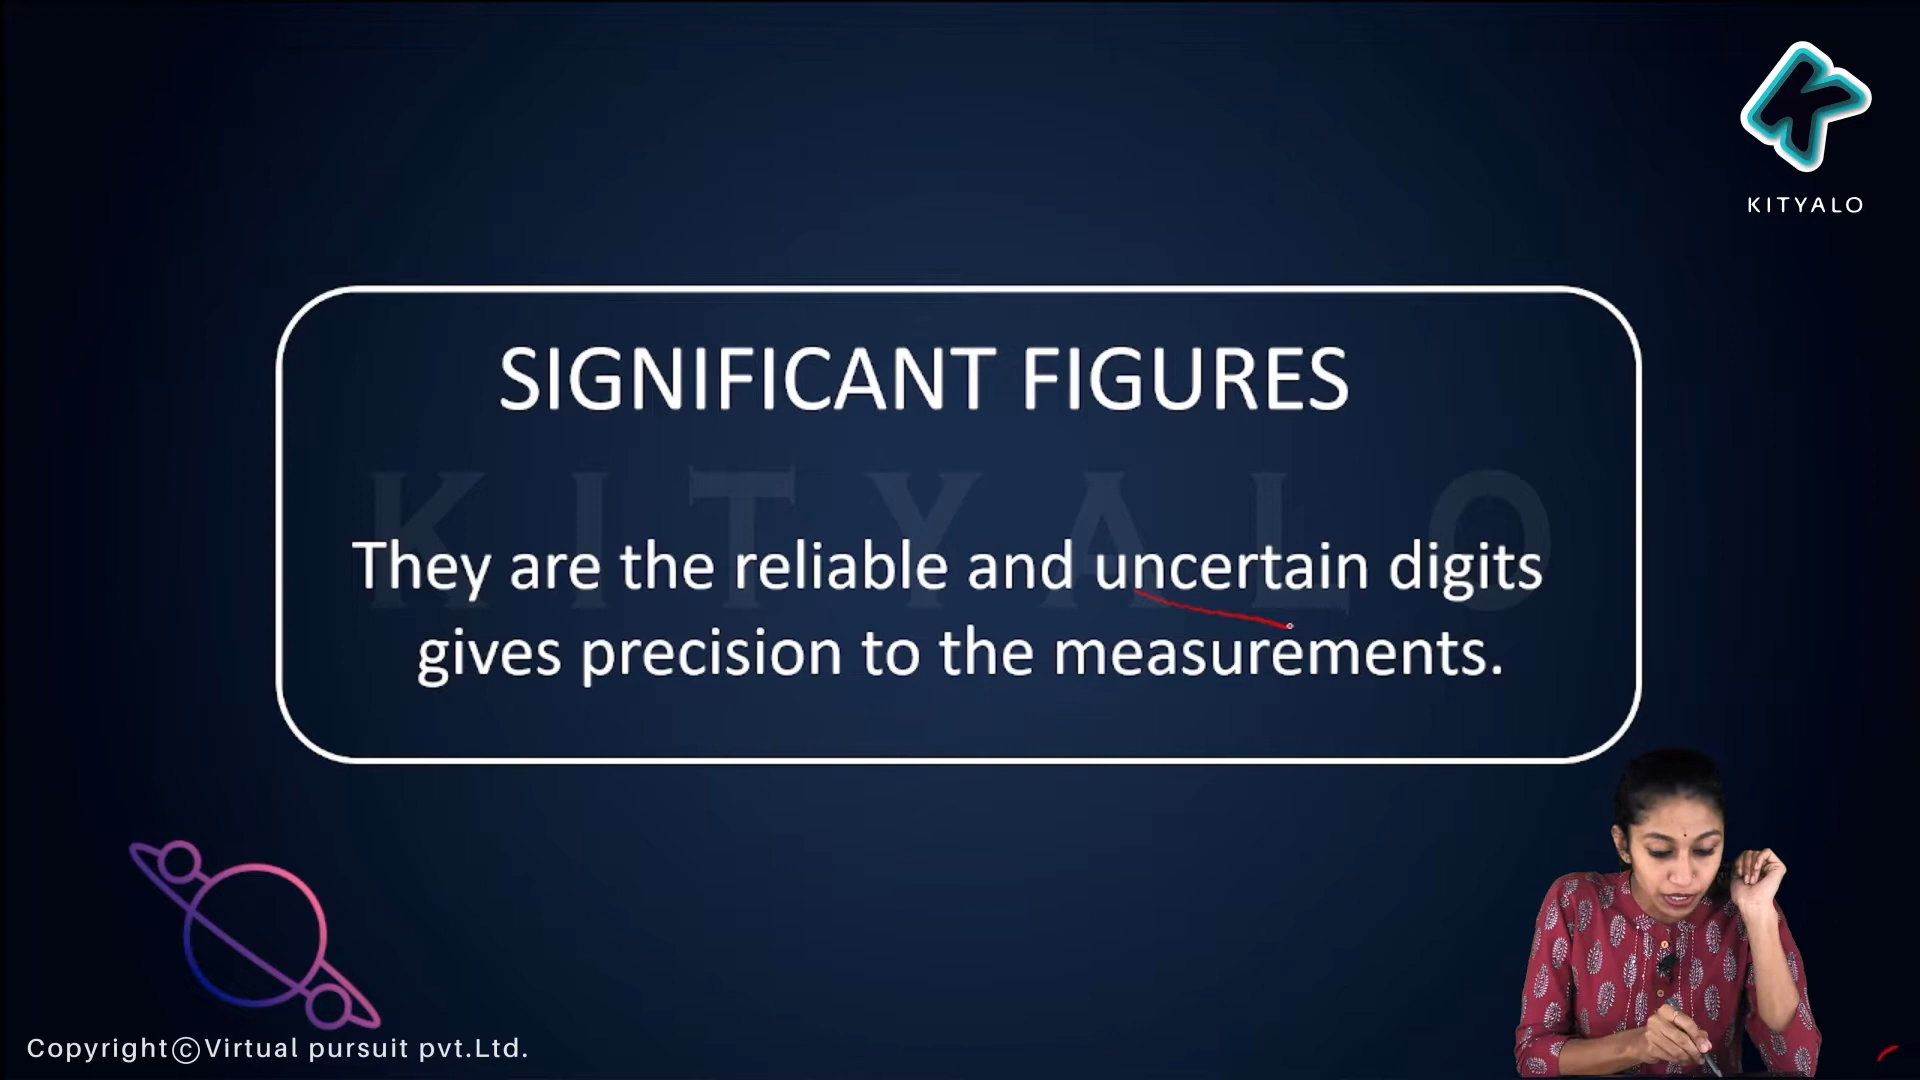 KITYALO
SIGNIFICANT FIGURES
KITYALO
They are the reliable and uncertain digits
gives precision to the measurements.
Copyright©Virtual pursuit pvt.Ltd.